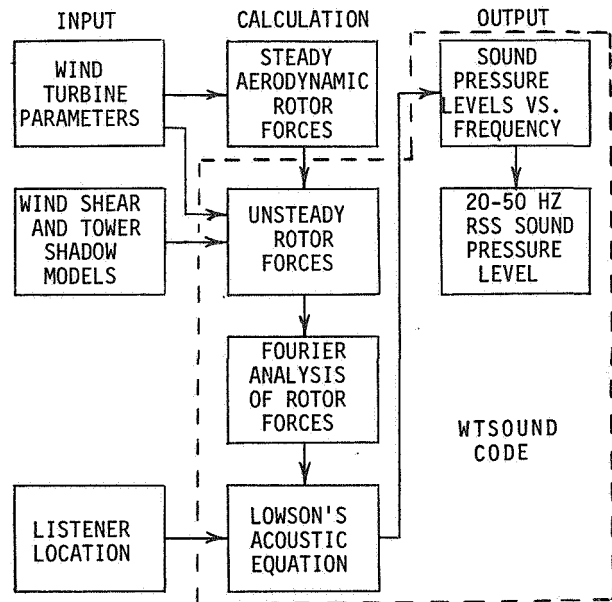 INPUT
CALCULATION
OUTPUT
WIND
TURBINE
PARAMETERS
STEADY
AERODYNAMIC
ROTOR
FORCES
SOUND
PRESSURE
LEVELS VS.
FREQUENCY
WIND SHEAR
AND TOWER
SHADOW
MODELS
UNSTEADY
ROTOR
FORCES
20-50 HZ
RSS SOUND
PRESSURE
LEVEL
FOURIER
ANALYSIS
OF ROTOR
FORCES
WTSOUND
CODE
LISTENER
LOCATION
LOWSON'S
ACOUSTIC
EQUATION